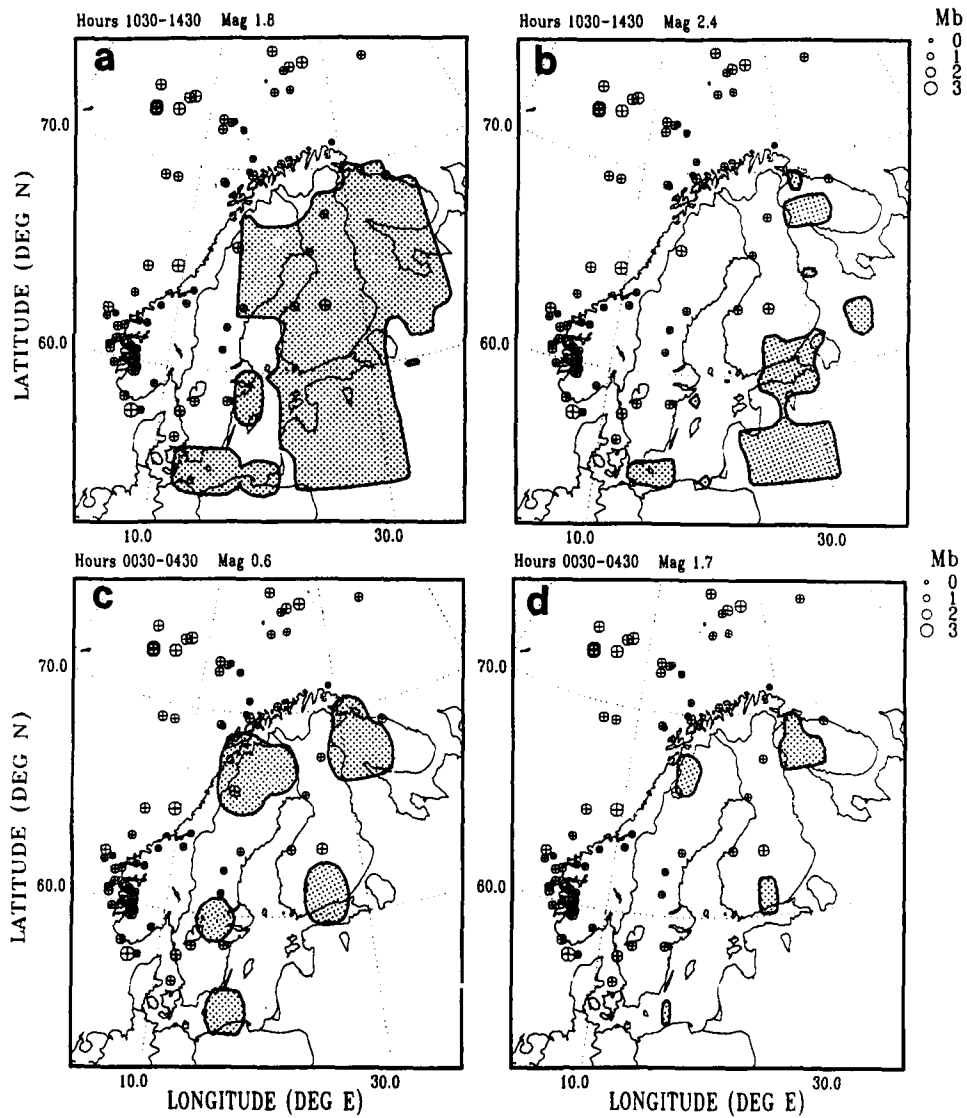 Hours 1030-1430 Mag 1.8
Hours 1030-1430 Mag 2.4
Mb
0
1
2
3
a
b
70.0
70.0
60.0
60.0
LATITUDE (DEG N)
10.0
30.0
10.0
30.0
Hours 0030-0430 Mag 0.6
Hours 0030-0430 Mag 1.7
Mb
0
1
2
3
c
d
70.0
70.0
60.0
60.0
LATITUDE (DEG N)
10.0
30.0
10.0
30.0
LONGITUDE (DEG E)
LONGITUDE (DEG E)